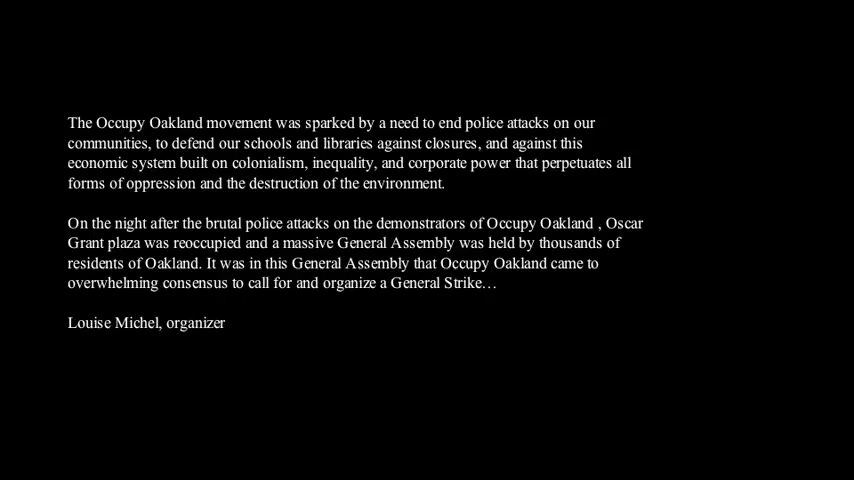 The Occupy Oakland movement was sparked by a need to end police attacks on our
communities, to defend our schools and libraries against closures, and against this
economic system built on colonialism, inequality, and corporate power that perpetuates all
forms of oppression and the destruction of the environment.
On the night after the brutal police attacks on the demonstrators of Occupy Oakland , Oscar
Grant plaza was reoccupied and a massive General Assembly was held by thousands of
residents of Oakland. It was in this General Assembly that Occupy Oakland came to
overwhelming consensus to call for and organize a General Strike…
Louise Michel, organizer